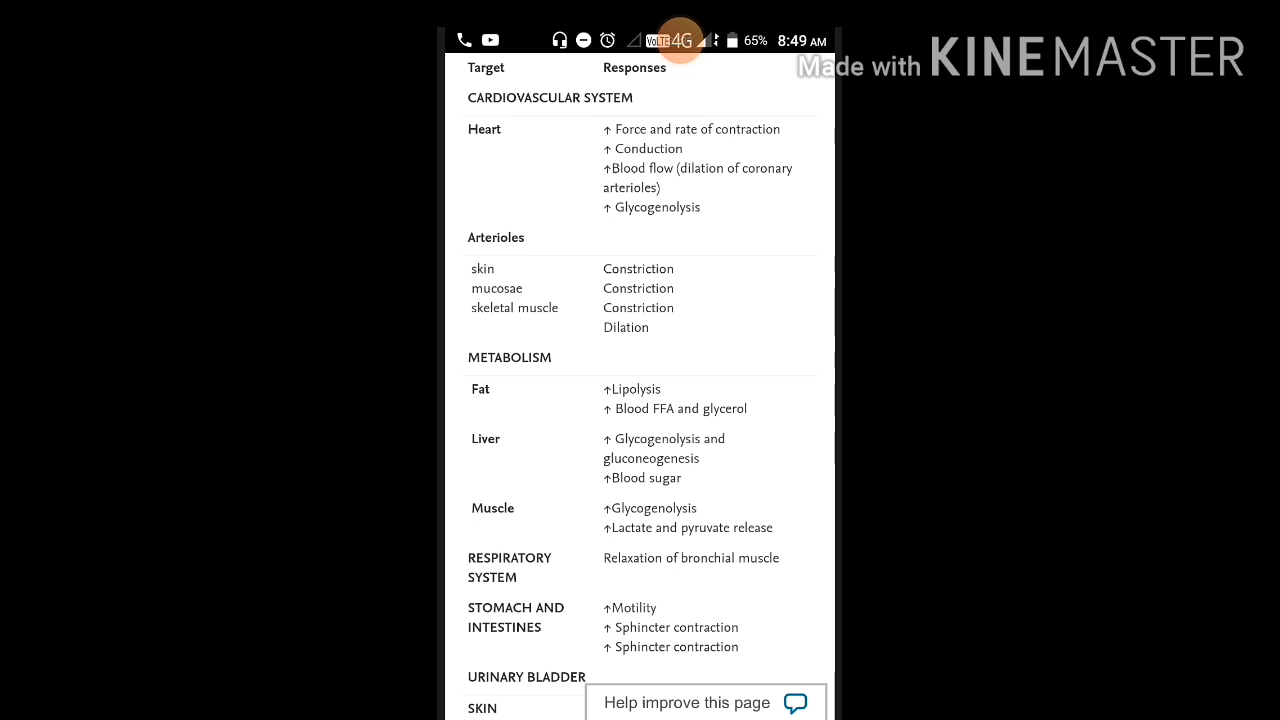 VoLTE 4G 65% 8:49 AM
Made with KINEMASTER
Target Responses
CARDIOVASCULAR SYSTEM
Heart ↑ Force and rate of contraction
↑ Conduction
↑Blood flow (dilation of coronary
arterioles)
↑ Glycogenolysis
Arterioles
skin Constriction
mucosae Constriction
skeletal muscle Constriction
Dilation
METABOLISM
Fat ↑Lipolysis
↑ Blood FFA and glycerol
Liver ↑ Glycogenolysis and
gluconeogenesis
↑Blood sugar
Muscle ↑Glycogenolysis
↑Lactate and pyruvate release
RESPIRATORY Relaxation of bronchial muscle
SYSTEM
STOMACH AND ↑Motility
INTESTINES ↑ Sphincter contraction
↑ Sphincter contraction
URINARY BLADDER
Help improve this page
SKIN